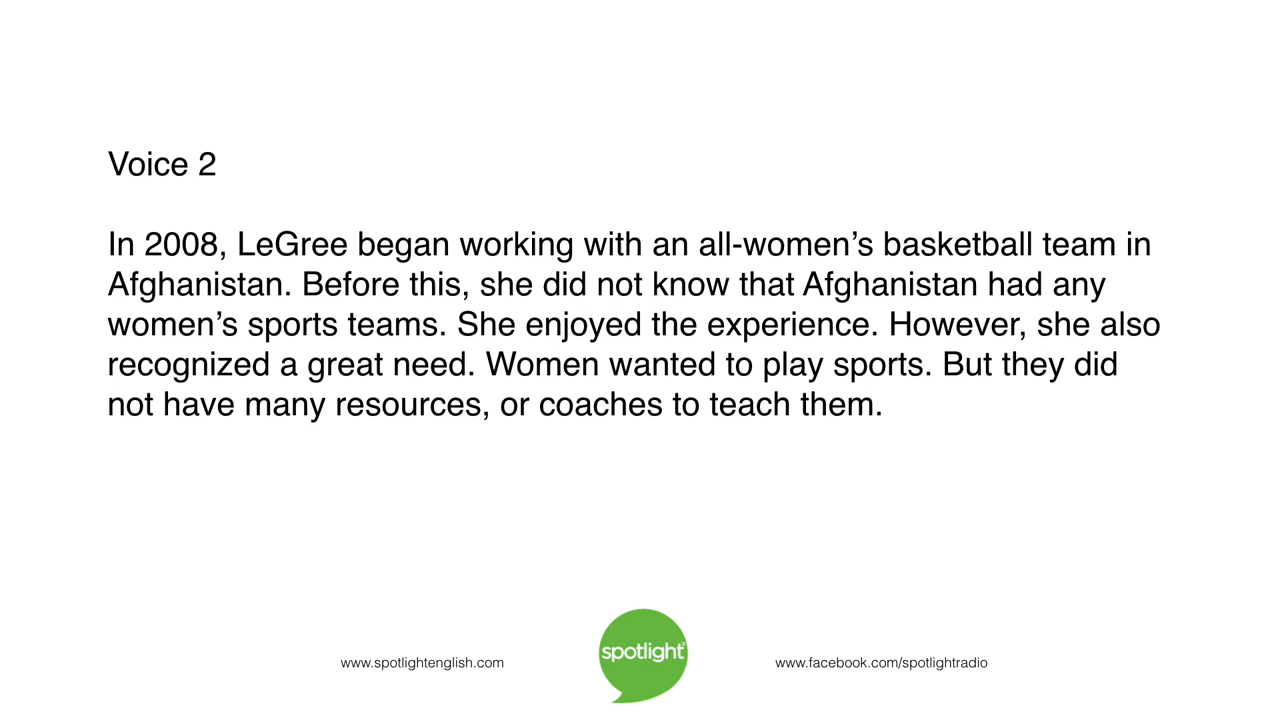 Voice 2
In 2008, LeGree began working with an all-women’s basketball team in
Afghanistan. Before this, she did not know that Afghanistan had any
women’s sports teams. She enjoyed the experience. However, she also
recognized a great need. Women wanted to play sports. But they did
not have many resources, or coaches to teach them.
spotlight
www.spotlightenglish.com
www.facebook.com/spotlightradio